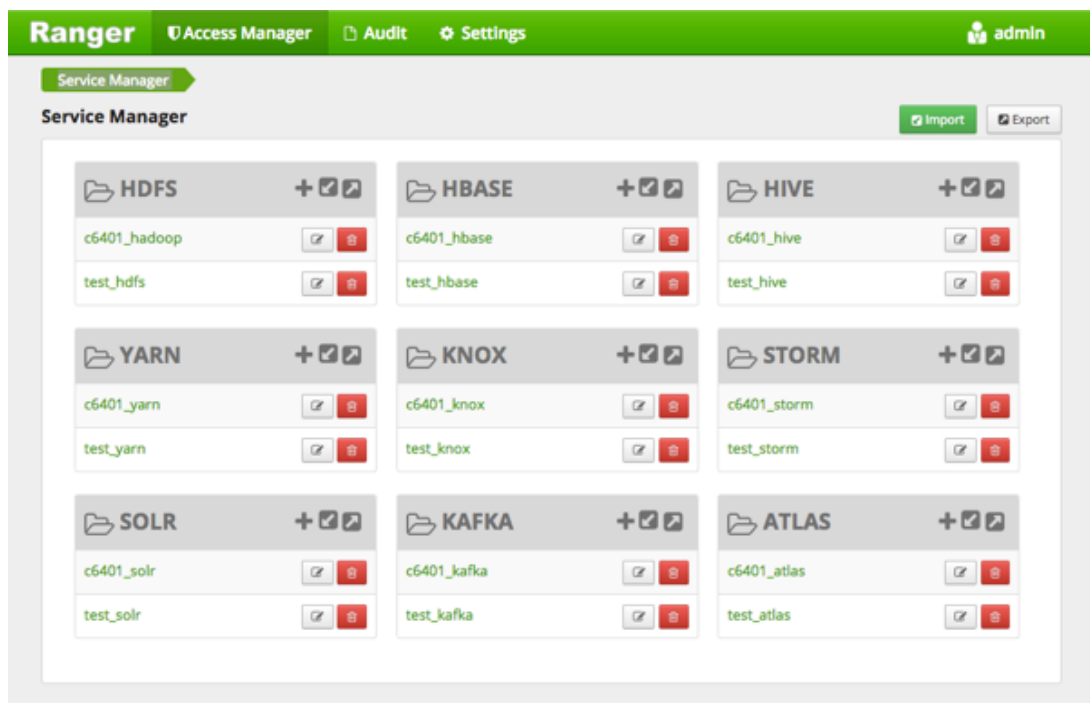 Ranger Access Manager Audit Settings admin
Service Manager
Service Manager Import Export
HDFS HBASE HIVE
c6401_hadoop c6401_hbase c6401_hive
test_hdfs test_hbase test_hive
YARN KNOX STORM
c6401_yarn c6401_knox c6401_storm
test_yarn test_knox test_storm
SOLR KAFKA ATLAS
c6401_solr c6401_kafka c6401_atlas
test_solr test_kafka test_atlas